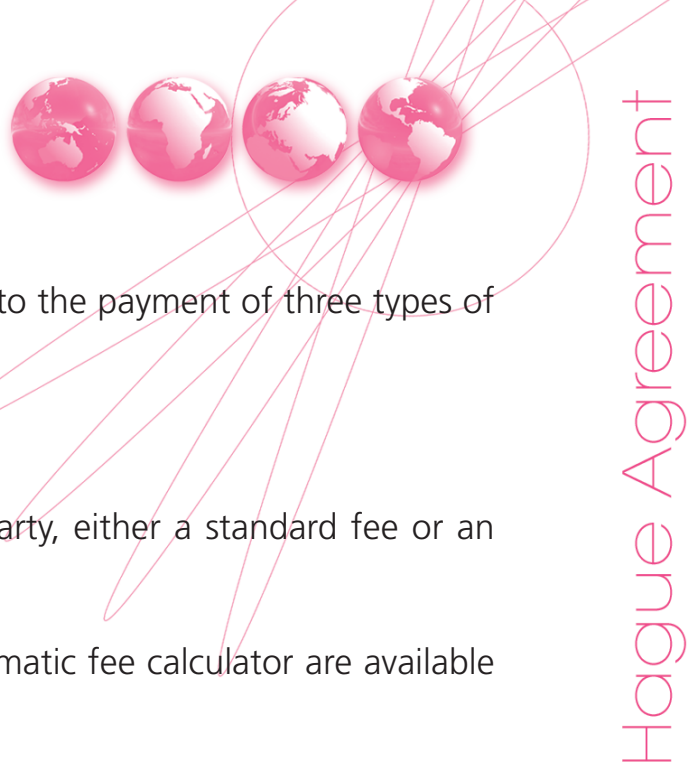 to the payment of three types of
arty, either a standard fee or an
matic fee calculator are available
Hague Agreement